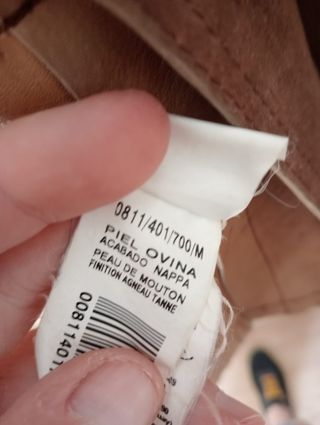 0811/401/700/M
PIEL OVINA
ACABADO NAPPA
PEAU DE MOUTON
FINITION AGNEAU TANNE